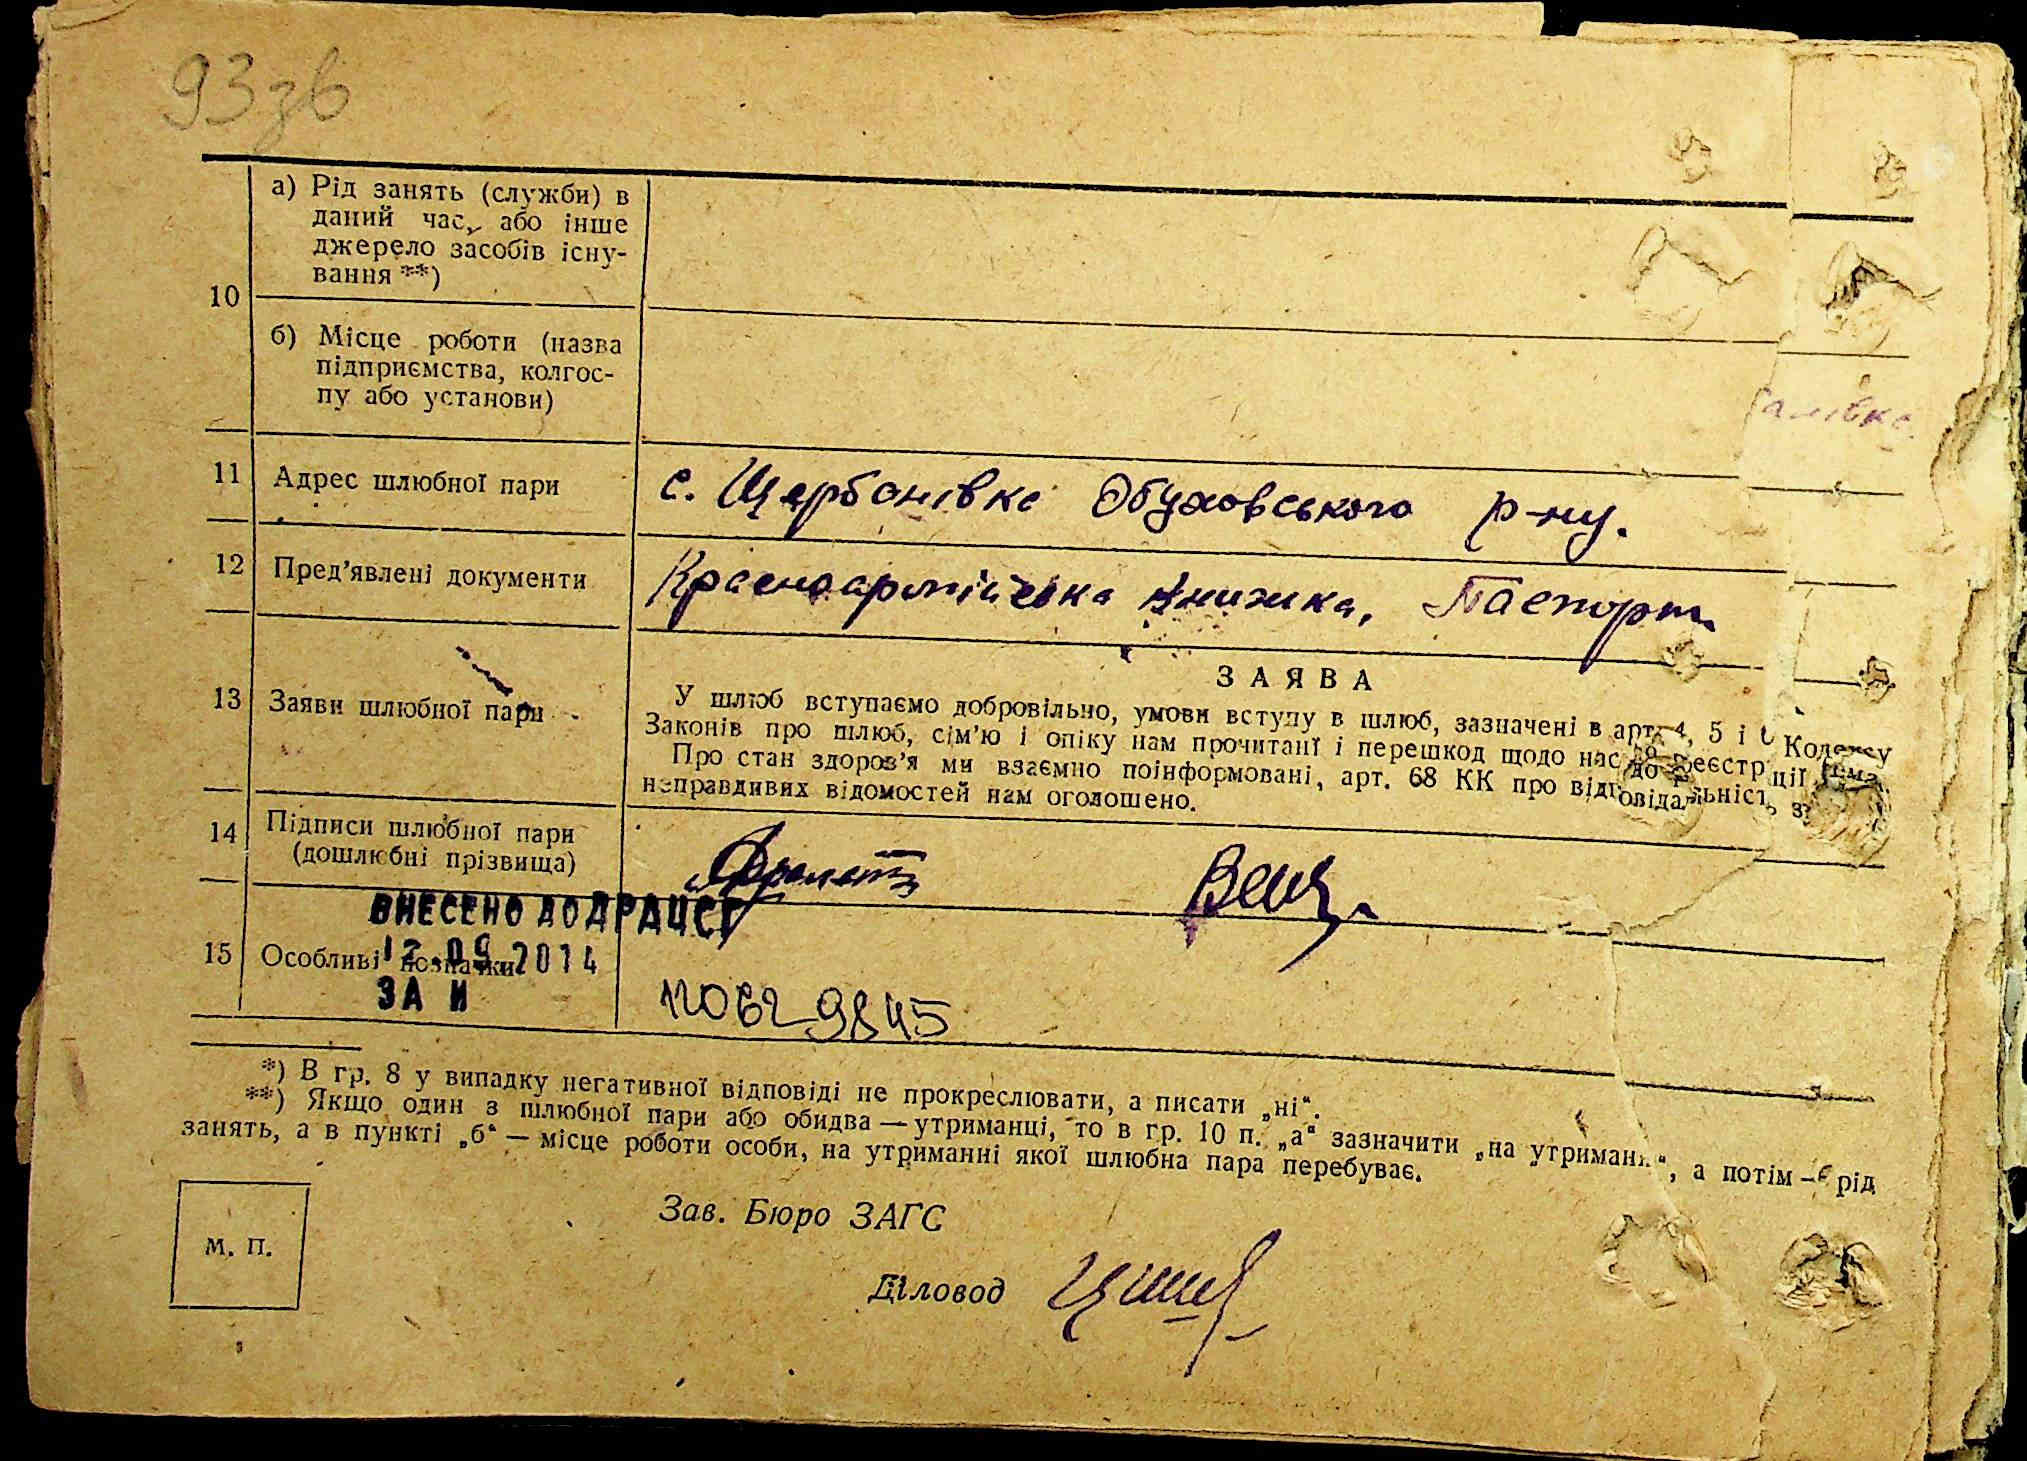 93зв
10
а) Рід занять (служби) в
даний час, або інше
джерело засобів існу-
вання **)
б) Місце роботи (назва
підприємства, колгос-
пу або установи)
11 Адрес шлюбної пари с. Щербанівка Обуховського р-ну.
12 Пред'явлені документи Красноармійська книжка, Паспорт
13 Заяви шлюбної пари
ЗАЯВА
У шлюб вступаємо добровільно, умови вступу в шлюб, зазначені в арт. 4, 5 і Кодексу
Законів про шлюб, сім'ю і опіку нам прочитані і перешкод щодо нас до реєстрації нема
Про стан здоров'я ми взаємно поінформовані, арт. 68 КК про відповідальність за
неправдивих відомостей нам оголошено.
14 Підписи шлюбної пари
(дошлюбні прізвища)
ВНЕСЕНО ДО ДРАЦСГ
12.09.2014
ЗА И
15 Особливі позначки
*) В гр. 8 у випадку негативної відповіді не прокреслювати, а писати „ні“.
**) Якщо один з шлюбної пари або обидва — утриманці, то в гр. 10 п. „а“ зазначити „на утриманні“, а потім — рід
занять, а в пункті „б“ — місце роботи особи, на утриманні якої шлюбна пара перебуває.
Зав. Бюро ЗАГС
М. П.
Діловод